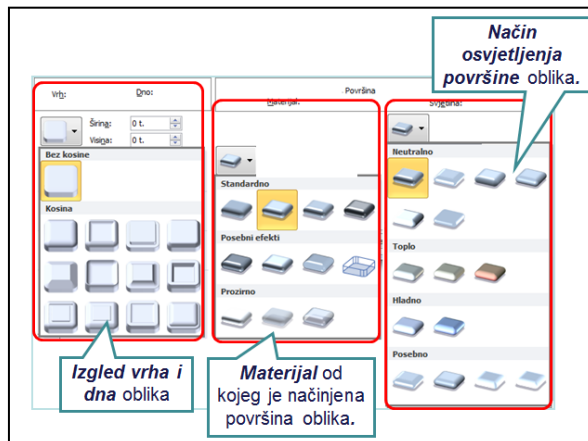 Način
osvjetljenja
površine oblika.
Vrh:
Dno:
Širina:
0 t.
Visina:
0 t.
Bez kosine
Kosina
Izgled vrha i
dna oblika
Površina
Materijal:
Standardno
Posebni efekti
Prozirno
Materijal od
kojeg je načinjena
površina oblika.
Svjetlina:
Neutralno
Toplo
Hladno
Posebno